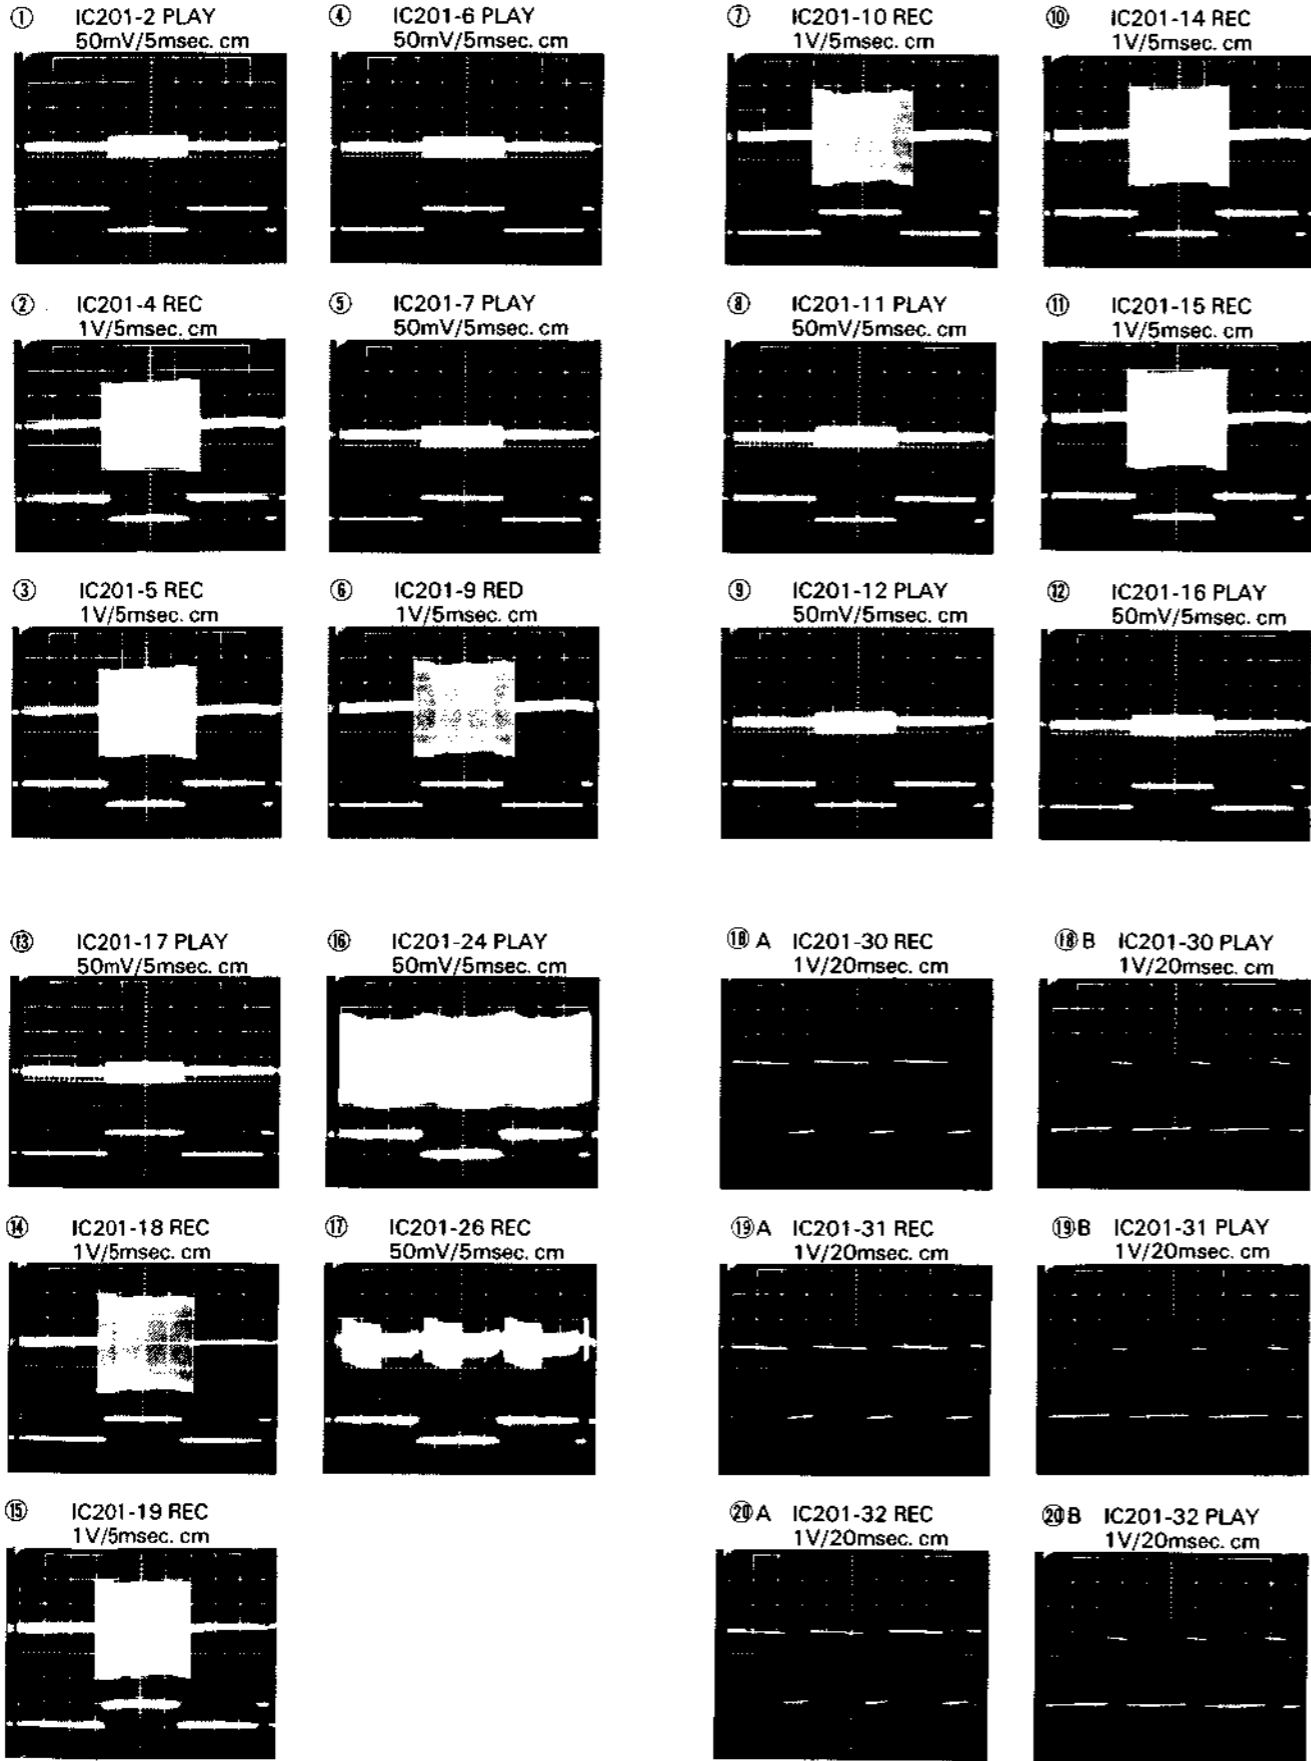 ① IC201-2 PLAY
50mV/5msec. cm
④ IC201-6 PLAY
50mV/5msec. cm
⑦ IC201-10 REC
1V/5msec. cm
⑩ IC201-14 REC
1V/5msec. cm
② IC201-4 REC
1V/5msec. cm
⑤ IC201-7 PLAY
50mV/5msec. cm
⑧ IC201-11 PLAY
50mV/5msec. cm
⑪ IC201-15 REC
1V/5msec. cm
③ IC201-5 REC
1V/5msec. cm
⑥ IC201-9 RED
1V/5msec. cm
⑨ IC201-12 PLAY
50mV/5msec. cm
⑫ IC201-16 PLAY
50mV/5msec. cm
⑬ IC201-17 PLAY
50mV/5msec. cm
⑯ IC201-24 PLAY
50mV/5msec. cm
⑱ A IC201-30 REC
1V/20msec. cm
⑱ B IC201-30 PLAY
1V/20msec. cm
⑭ IC201-18 REC
1V/5msec. cm
⑰ IC201-26 REC
50mV/5msec. cm
⑲ A IC201-31 REC
1V/20msec. cm
⑲ B IC201-31 PLAY
1V/20msec. cm
⑮ IC201-19 REC
1V/5msec. cm
⑳ A IC201-32 REC
1V/20msec. cm
⑳ B IC201-32 PLAY
1V/20msec. cm